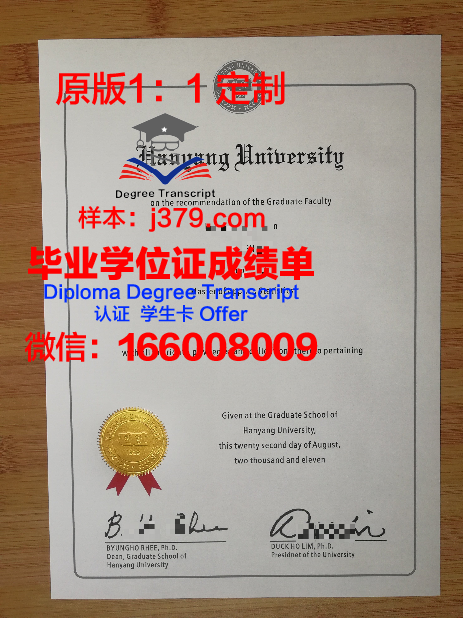 原版1：1 定制
Hanyang University
Degree Transcript
on the recommendation of the Graduate Faculty
样本：j379.com
毕业学位证成绩单
Diploma Degree Transcript
认证 学生卡 Offer
微信：166008009
pertaining
Given at the Graduate School of
Hanyang University,
this twenty second day of August,
two thousand and eleven
BYUNGHO RHEE, Ph.D.
Dean, Graduate School of
Hanyang University
DUCK HO LIM, Ph.D.
President of the University